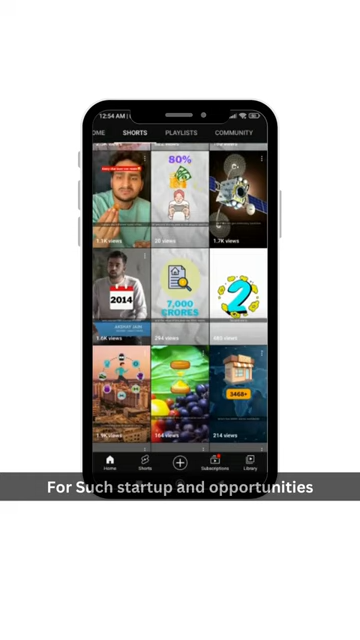 12:54 AM
OME SHORTS PLAYLISTS COMMUNITY
80%
1.1K views 20 views 1.7K views
2014
7,000
CRORES
2
AKSHAY JAIN
1.6K views 294 views
3468+
1.9K views 164 views 214 views
Home Shorts Subscriptions Library
For Such startup and opportunities